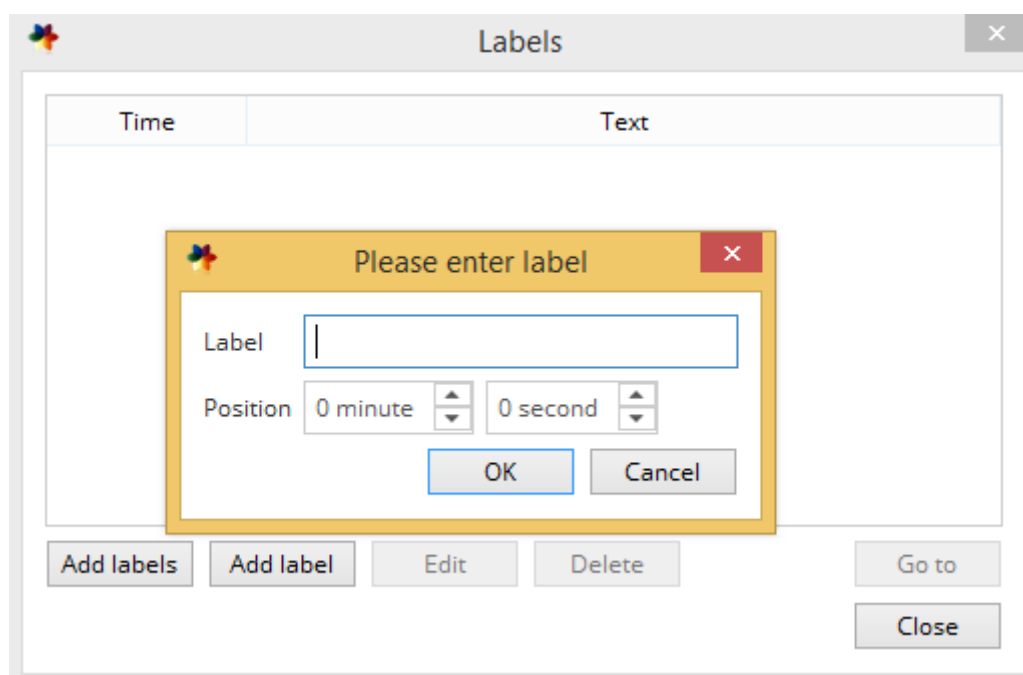 Labels
Time Text
Please enter label
Label
Position 0 minute 0 second
OK Cancel
Add labels Add label Edit Delete Go to
Close